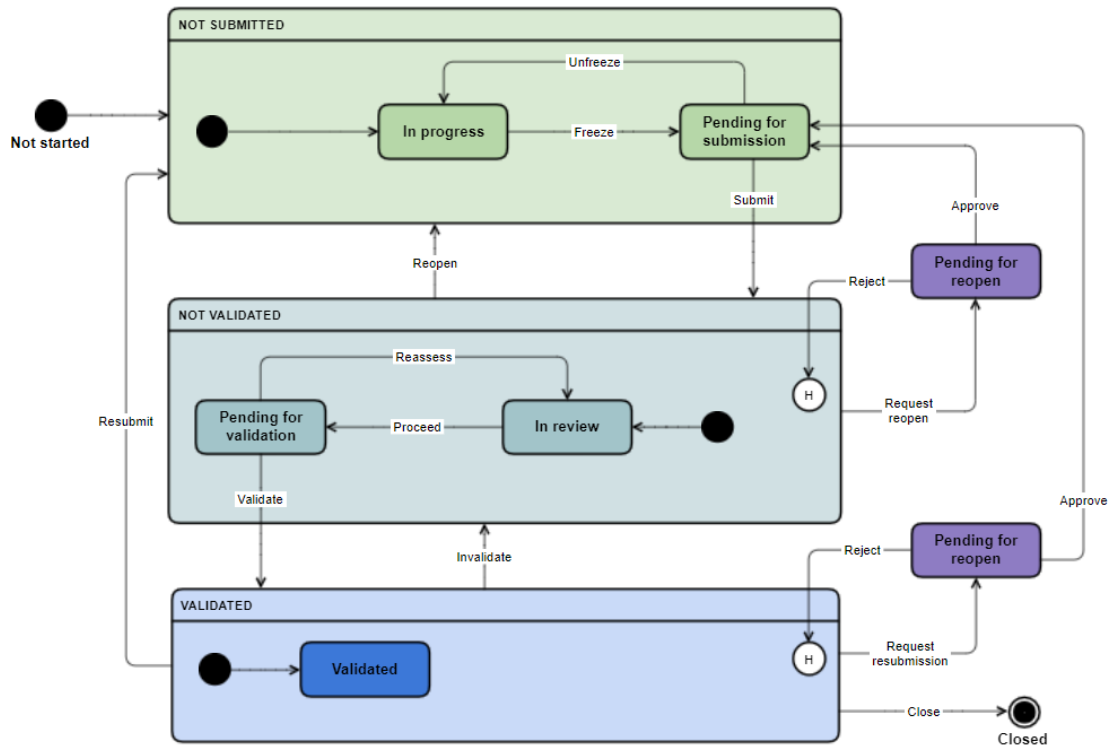 NOT SUBMITTED
Unfreeze
Not started
In progress
Freeze
Pending for
submission
Submit
Approve
Reopen
Pending for
reopen
Reject
NOT VALIDATED
Reassess
H
Request
reopen
Resubmit
Pending for
validation
Proceed
In review
Validate
Approve
Invalidate
Pending for
reopen
Reject
VALIDATED
Validated
H
Request
resubmission
Close
Closed